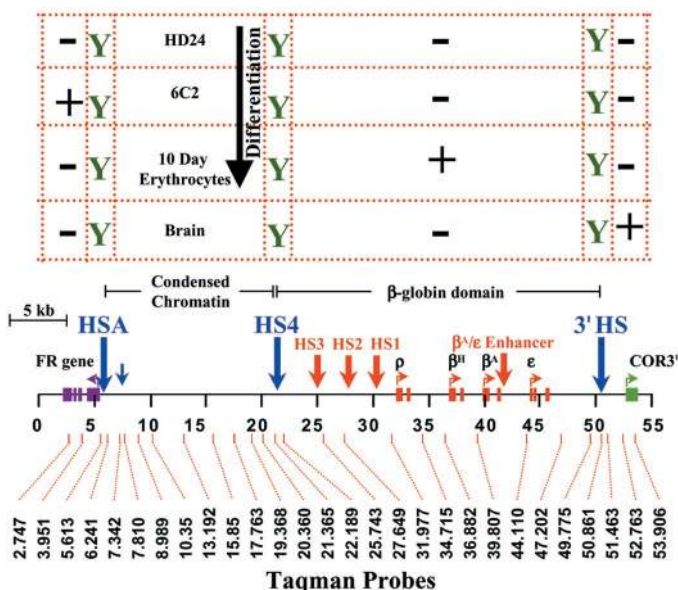 - Y HD24 Y - Y -
+ Y 6C2 Y - Y -
- Y 10 Day Erythrocytes Y + Y -
- Y Brain Y - Y +
Differentiation
Condensed Chromatin
β-globin domain
5 kb
HSA
HS4
3' HS
HS3
HS2
HS1
βᴬ/ε Enhancer
FR gene
ρ
βᴴ
βᴬ
ε
COR3'
0 5 10 15 20 25 30 35 40 45 50 55
2.747
3.951
5.613
6.241
7.342
7.810
8.989
10.35
13.192
15.85
17.763
19.368
20.360
21.365
22.189
25.743
27.649
31.977
34.715
36.882
39.807
44.110
47.202
49.775
50.861
51.463
52.763
53.906
Taqman Probes